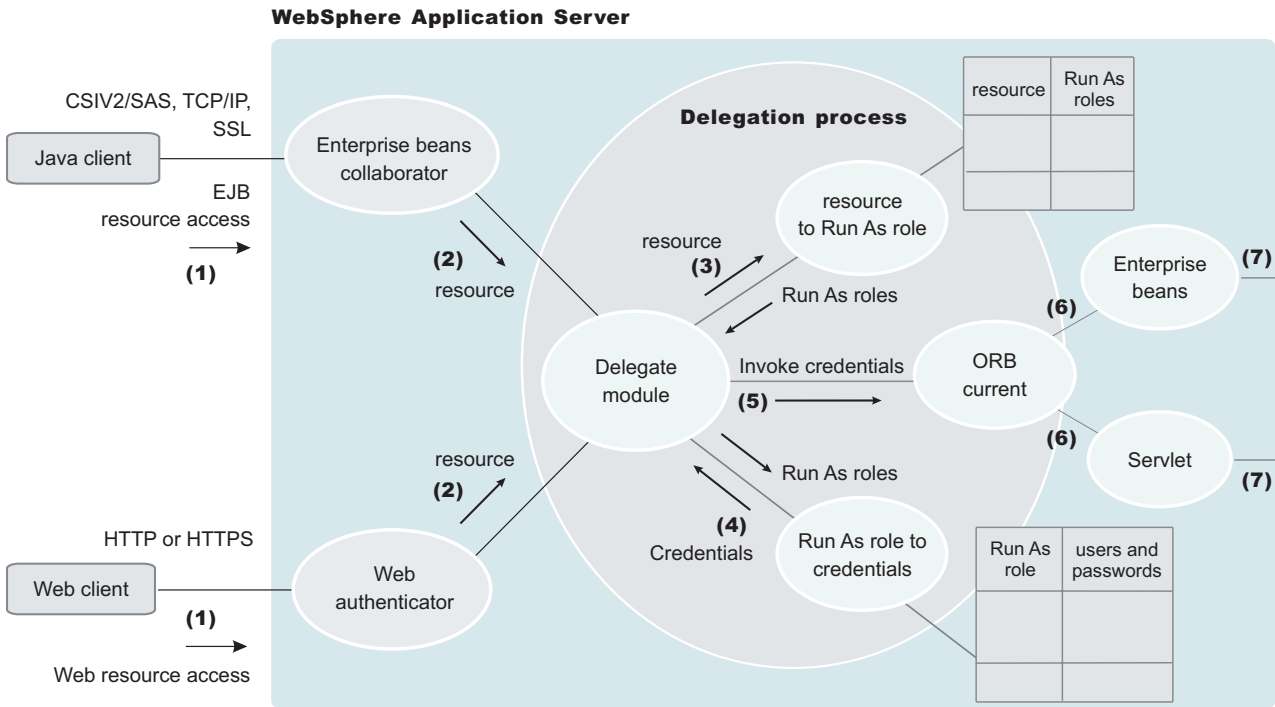 WebSphere Application Server
CSIV2/SAS, TCP/IP,
SSL
Java client
EJB
resource access
(1)
Enterprise beans
collaborator
(2)
resource
Delegation process
resource
Run As
roles
resource
to Run As role
resource
(3)
Run As roles
Enterprise
beans
(7)
(6)
Delegate
module
Invoke credentials
(5)
ORB
current
(6)
Servlet
(7)
resource
(2)
Run As roles
(4)
Credentials
Run As role to
credentials
Run As
role
users and
passwords
HTTP or HTTPS
Web client
(1)
Web resource access
Web
authenticator